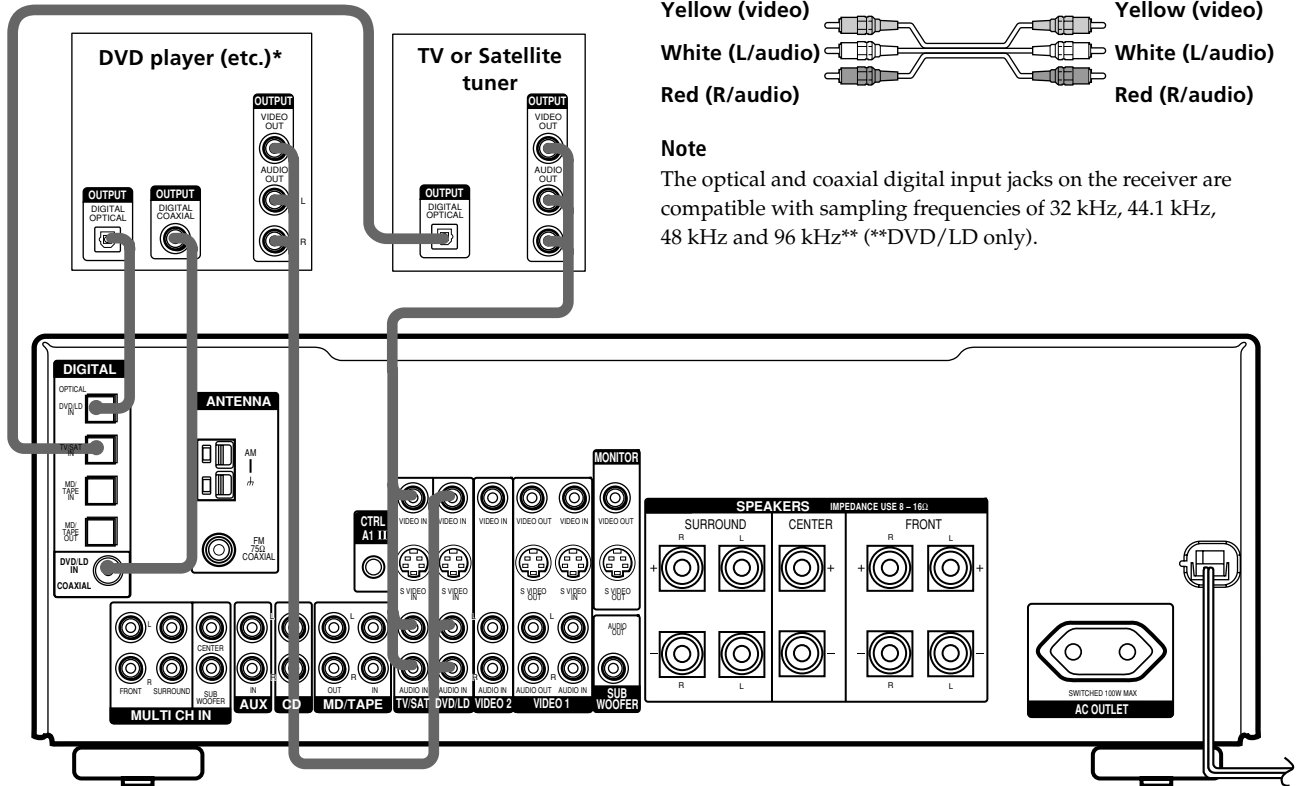 DVD player (etc.)*
OUTPUT
VIDEO
OUT
AUDIO
OUT
L
R
OUTPUT
DIGITAL
OPTICAL
OUTPUT
DIGITAL
COAXIAL
TV or Satellite
tuner
OUTPUT
VIDEO
OUT
AUDIO
OUT
OUTPUT
DIGITAL
OPTICAL
Yellow (video)
White (L/audio)
Red (R/audio)
Yellow (video)
White (L/audio)
Red (R/audio)
Note
The optical and coaxial digital input jacks on the receiver are
compatible with sampling frequencies of 32 kHz, 44.1 kHz,
48 kHz and 96 kHz** (**DVD/LD only).
DIGITAL
OPTICAL
DVD/LD
IN
TV/SAT
IN
MD/
TAPE
IN
MD/
TAPE
OUT
DVD/LD
IN
COAXIAL
ANTENNA
AM
FM
75Ω
COAXIAL
CTRL
A1 II
VIDEO IN
VIDEO IN
VIDEO IN
VIDEO OUT
VIDEO IN
S VIDEO
IN
S VIDEO
IN
S VIDEO
OUT
S VIDEO
IN
MONITOR
VIDEO OUT
S VIDEO
OUT
AUDIO
OUT
SUB
WOOFER
L
R
FRONT
SURROUND
CENTER
SUB
WOOFER
MULTI CH IN
L
R
IN
AUX
CD
L
R
OUT
IN
MD/TAPE
AUDIO IN
TV/SAT
AUDIO IN
DVD/LD
L
R
AUDIO IN
VIDEO 2
L
R
AUDIO OUT
AUDIO IN
VIDEO 1
SPEAKERS
IMPEDANCE USE 8 – 16Ω
SURROUND
CENTER
FRONT
R
L
R
L
+
+
+
+
–
–
–
–
R
L
R
L
SWITCHED 100W MAX
AC OUTLET